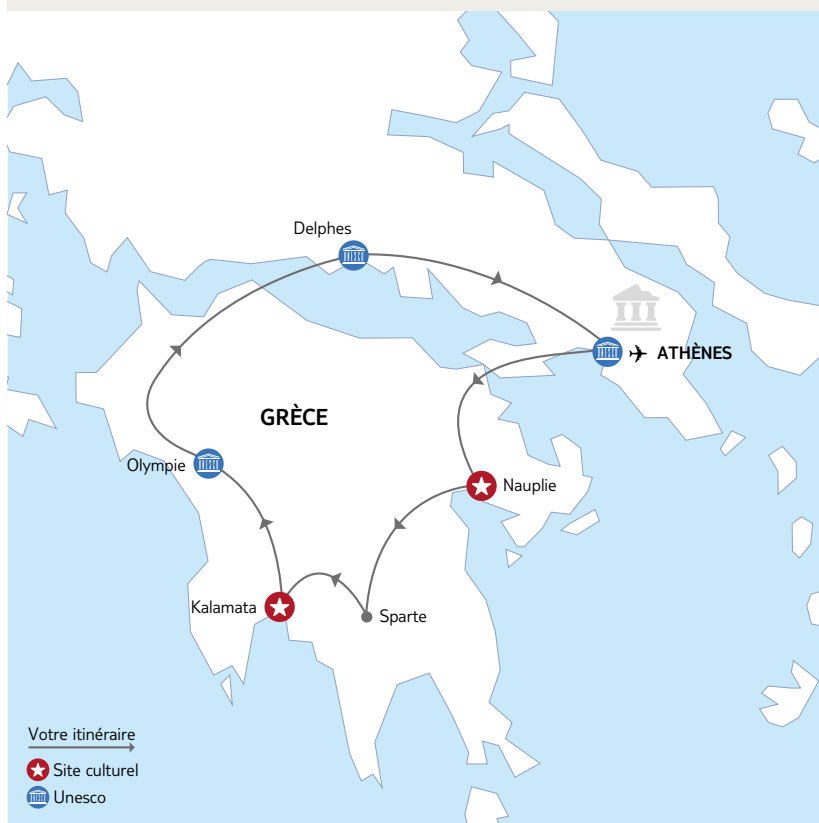 Delphes
ATHÈNES
GRÈCE
Olympie
Nauplie
Kalamata
Sparte
Votre itinéraire
Site culturel
Unesco